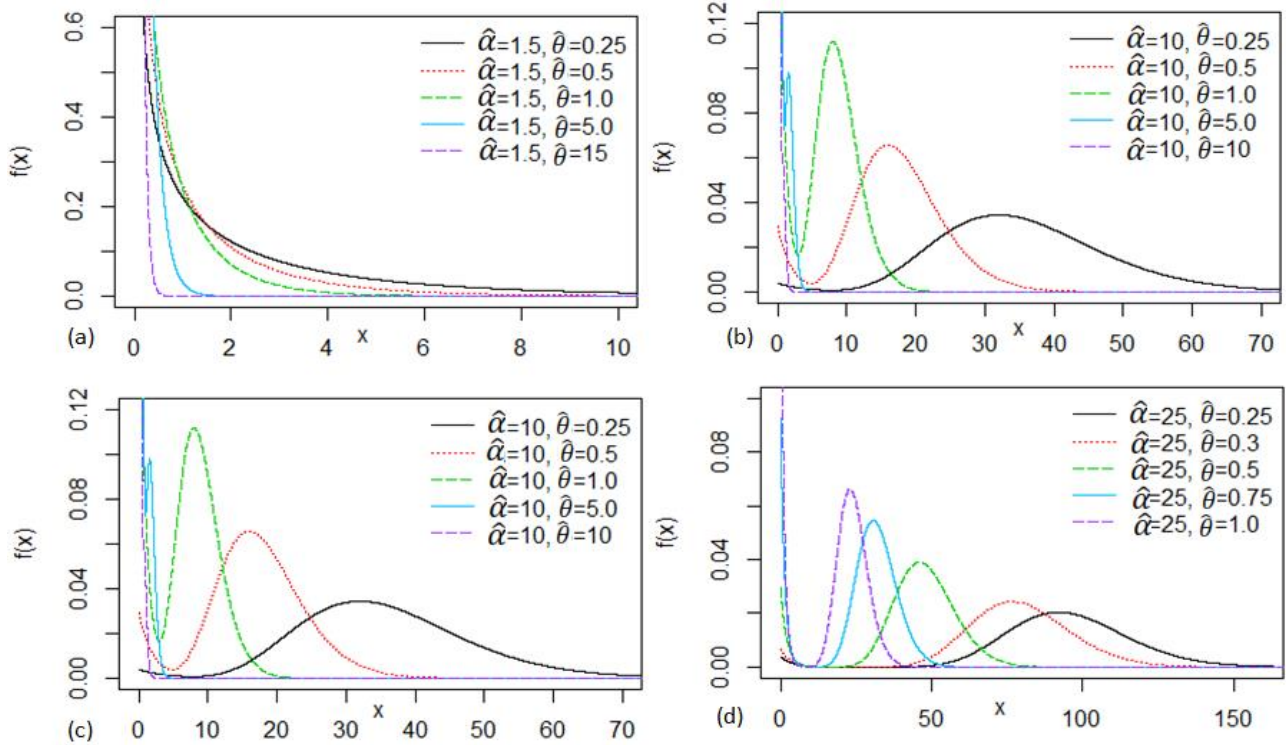 0.6
0.4
0.2
0.0
f(x)
α̂=1.5, θ̂=0.25
α̂=1.5, θ̂=0.5
α̂=1.5, θ̂=1.0
α̂=1.5, θ̂=5.0
α̂=1.5, θ̂=15
(a)
x
0 2 4 6 8 10
0.12
0.08
0.04
0.00
f(x)
α̂=10, θ̂=0.25
α̂=10, θ̂=0.5
α̂=10, θ̂=1.0
α̂=10, θ̂=5.0
α̂=10, θ̂=10
(b)
x
0 10 20 30 40 50 60 70
0.12
0.08
0.04
0.00
f(x)
α̂=10, θ̂=0.25
α̂=10, θ̂=0.5
α̂=10, θ̂=1.0
α̂=10, θ̂=5.0
α̂=10, θ̂=10
(c)
x
0 10 20 30 40 50 60 70
0.08
0.04
0.00
f(x)
α̂=25, θ̂=0.25
α̂=25, θ̂=0.3
α̂=25, θ̂=0.5
α̂=25, θ̂=0.75
α̂=25, θ̂=1.0
(d)
x
0 50 100 150